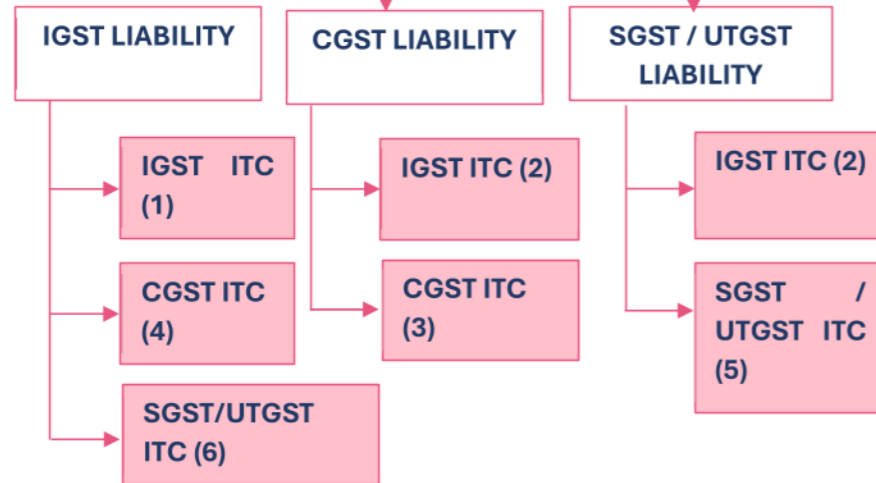 IGST LIABILITY
CGST LIABILITY
SGST / UTGST
LIABILITY
IGST ITC
(1)
CGST ITC
(4)
SGST/UTGST
ITC (6)
IGST ITC (2)
CGST ITC
(3)
IGST ITC (2)
SGST /
UTGST ITC
(5)